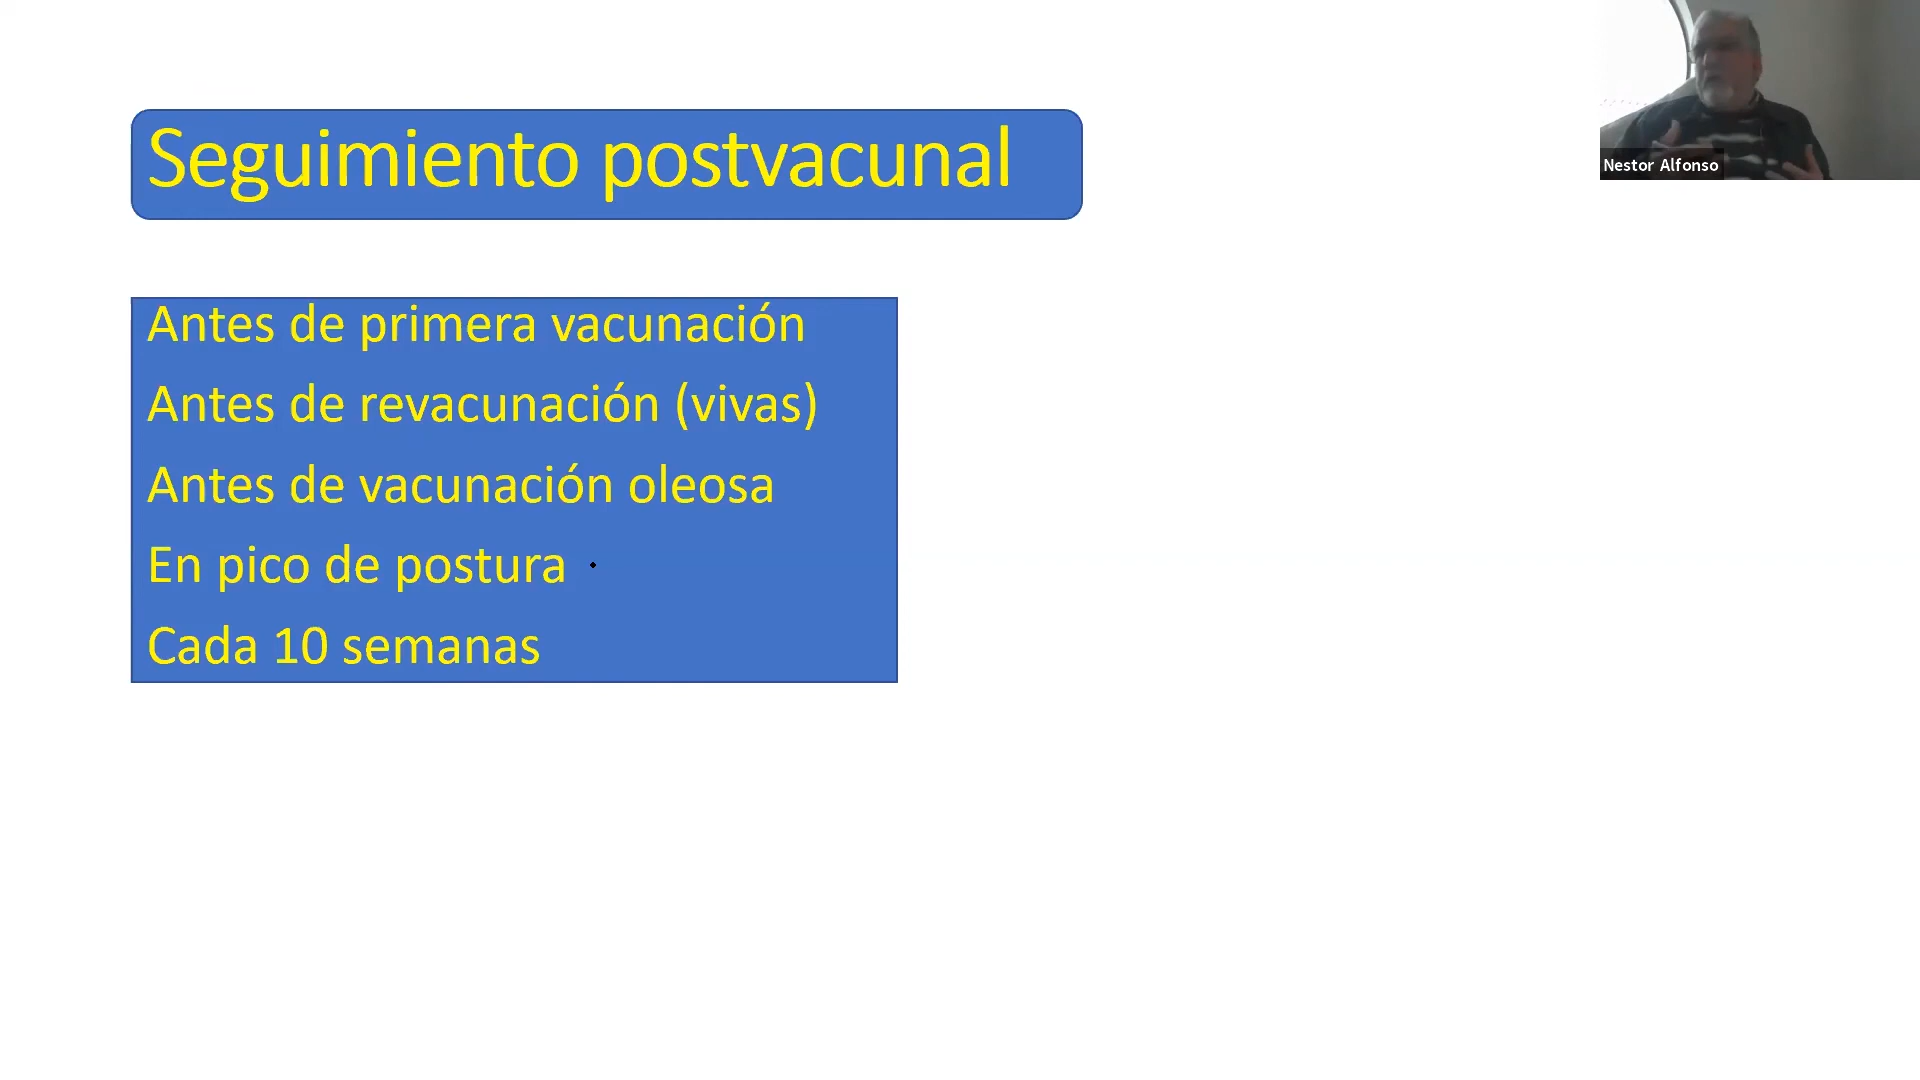 Seguimiento postvacunal
Nestor Alfonso
Antes de primera vacunación
Antes de revacunación (vivas)
Antes de vacunación oleosa
En pico de postura
Cada 10 semanas